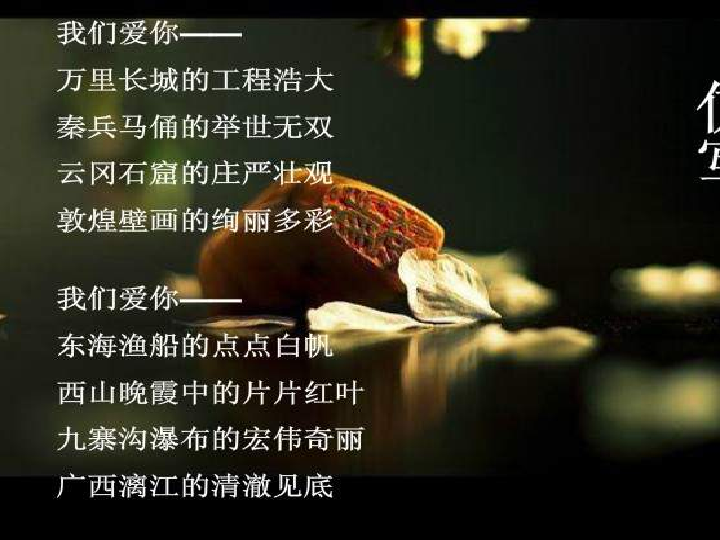 我们爱你——
万里长城的工程浩大
秦兵马俑的举世无双
云冈石窟的庄严壮观
敦煌壁画的绚丽多彩
我们爱你——
东海渔船的点点白帆
西山晚霞中的片片红叶
九寨沟瀑布的宏伟奇丽
广西漓江的清澈见底